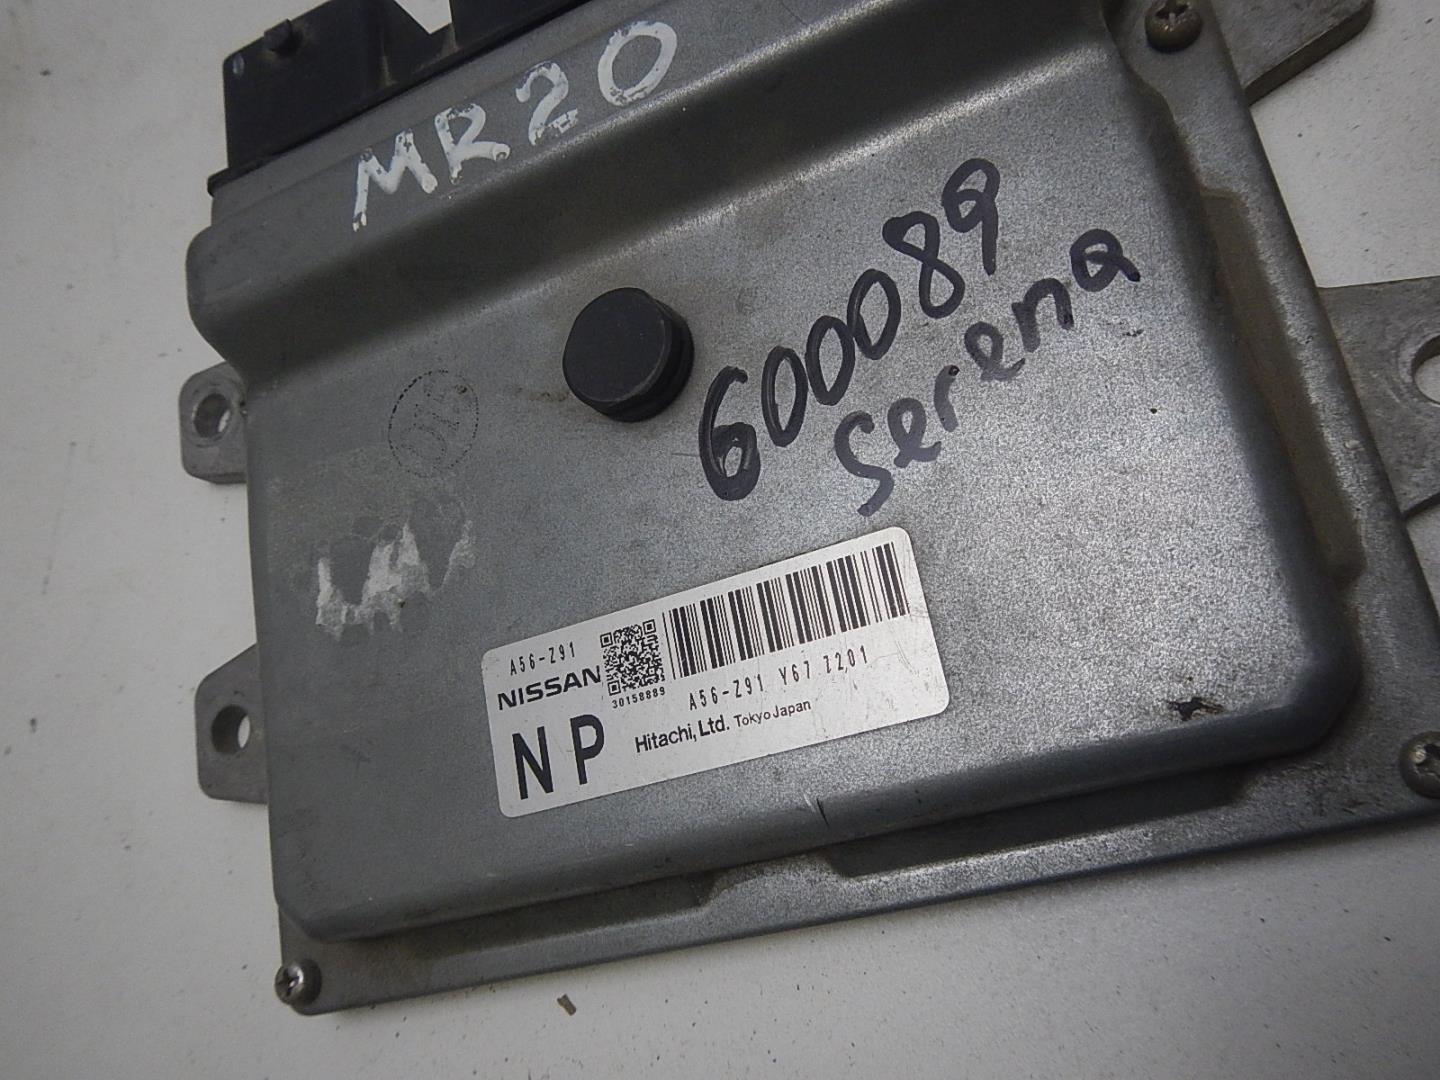 MR20
600089
Serena
A56-Z91
NISSAN
30158889
A56-Z91 Y67 Z201
NP
Hitachi, Ltd. Tokyo Japan